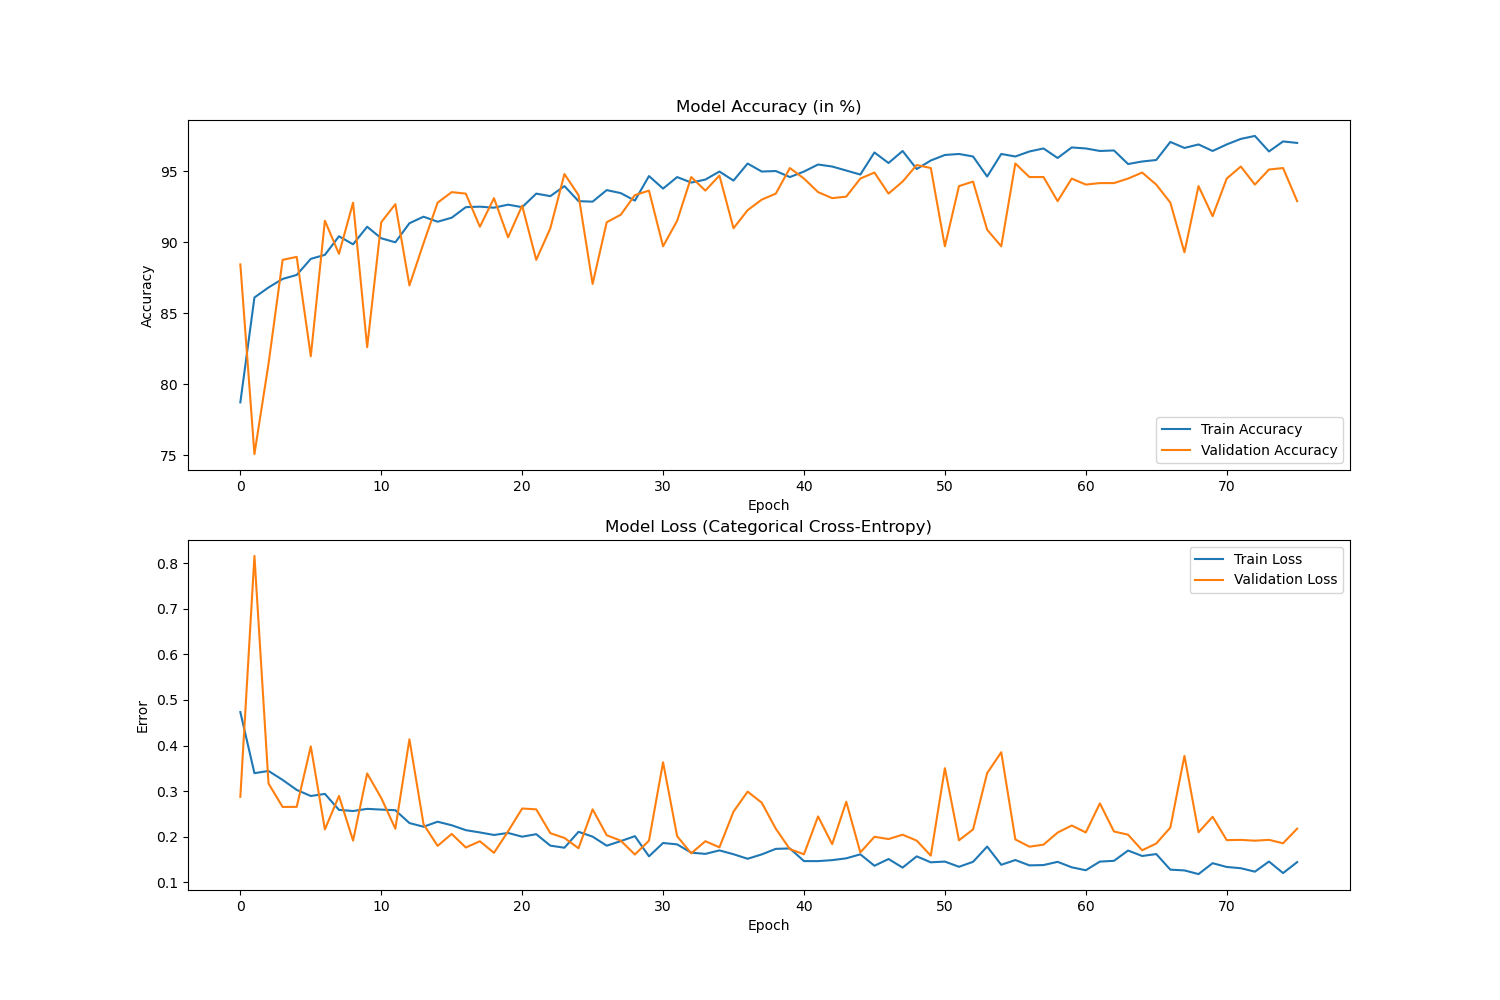 Model Accuracy (in %)
Accuracy
95
90
85
80
75
Train Accuracy
Validation Accuracy
0 10 20 30 40 50 60 70
Epoch
Model Loss (Categorical Cross-Entropy)
Error
0.8
0.7
0.6
0.5
0.4
0.3
0.2
0.1
Train Loss
Validation Loss
0 10 20 30 40 50 60 70
Epoch